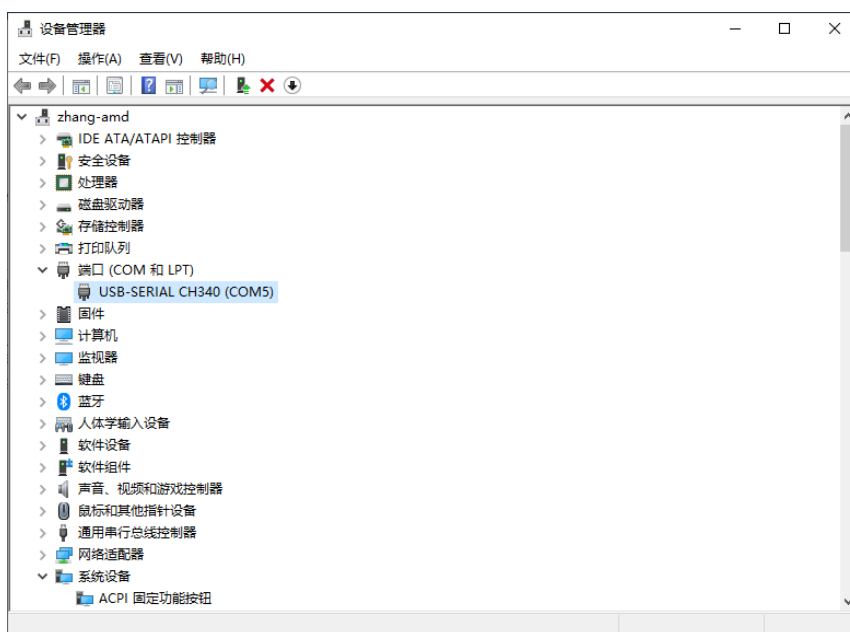 设备管理器
文件(F) 操作(A) 查看(V) 帮助(H)
zhang-amd
IDE ATA/ATAPI 控制器
安全设备
处理器
磁盘驱动器
存储控制器
打印队列
端口 (COM 和 LPT)
USB-SERIAL CH340 (COM5)
固件
计算机
监视器
键盘
蓝牙
人体学输入设备
软件设备
软件组件
声音、视频和游戏控制器
鼠标和其他指针设备
通用串行总线控制器
网络适配器
系统设备
ACPI 固定功能按钮